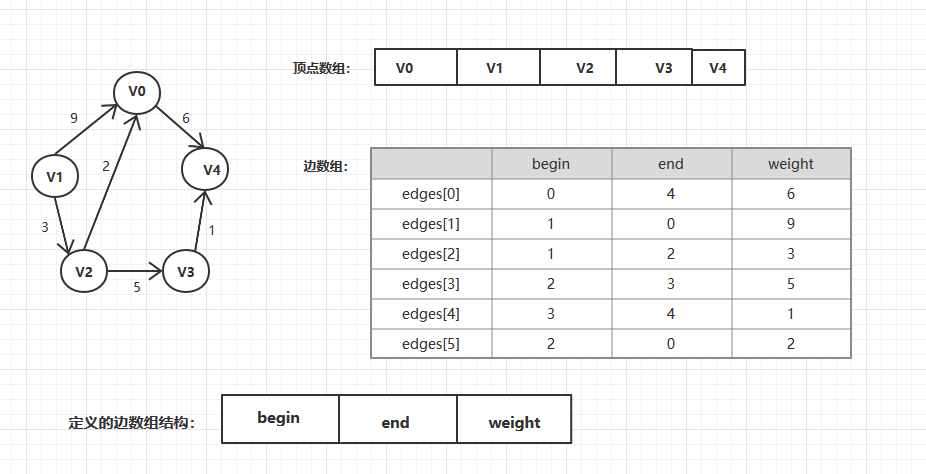 顶点数组： V0 V1 V2 V3 V4
V0
9
6
2
V4
V1
3
1
V2
V3
5
边数组：
begin end weight
edges[0] 0 4 6
edges[1] 1 0 9
edges[2] 1 2 3
edges[3] 2 3 5
edges[4] 3 4 1
edges[5] 2 0 2
定义的边数组结构： begin end weight